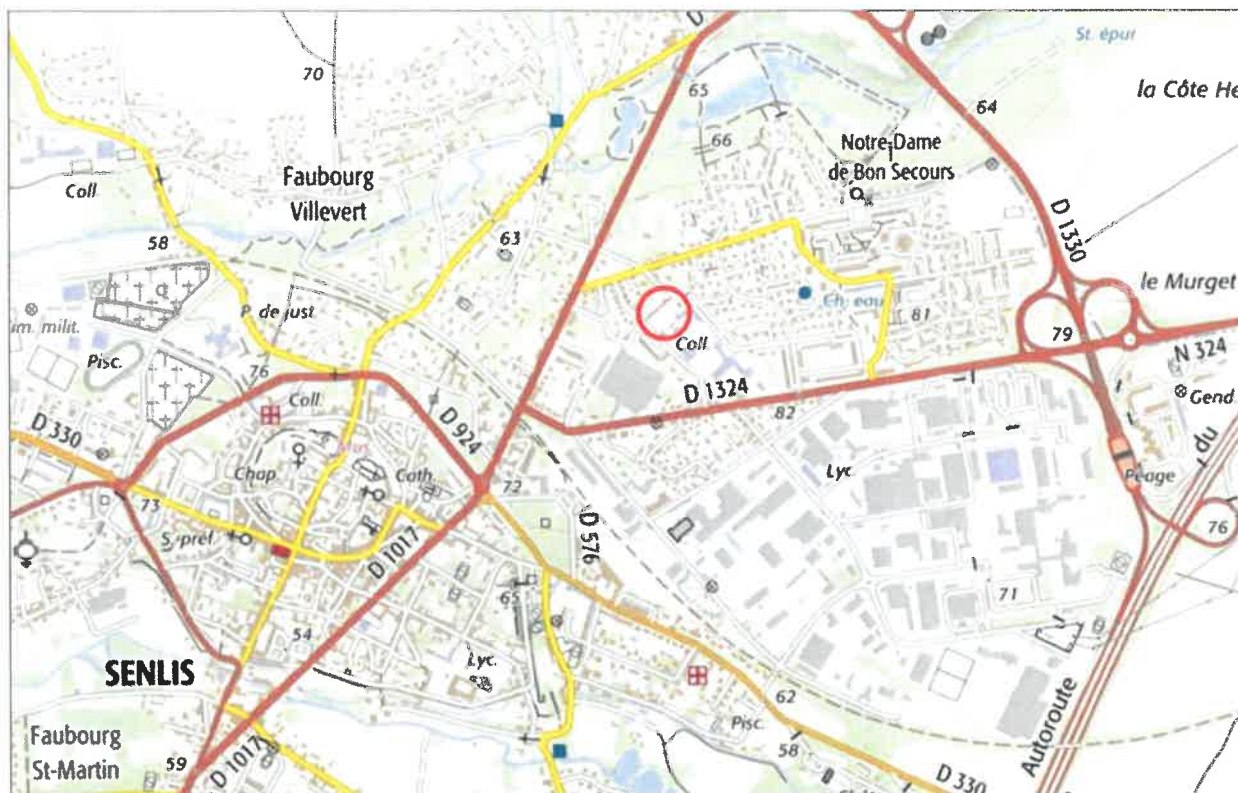 D
St. épur
la Côte He
70
65
64
66
Notre-Dame
de Bon Secours
Coll.
Faubourg
Villevert
58
63
D 1330
le Murget
P. de just.
Ch. eau
81
m. milit.
Pisc.
76
Coll.
79
N 324
D 1324
Gend.
Coll.
82
D 330
D 924
du
Chap.
Cath.
Lyc.
Péage
73
72
76
S.-préf.
D 1017
D 576
65
71
54
SENLIS
Lyc.
62
Autoroute
Faubourg
St-Martin
Pisc.
58
59
D 1017
D 330